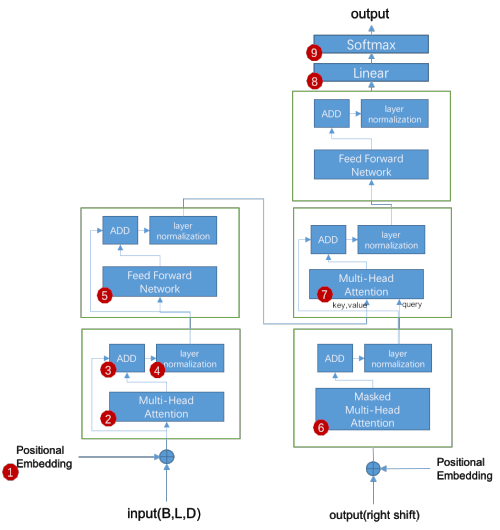 output
9
Softmax
8
Linear
ADD
layer
normalization
Feed Forward
Network
ADD
layer
normalization
5
Feed Forward
Network
ADD
layer
normalization
7
Multi-Head
Attention
key,value
query
3
ADD
4
layer
normalization
2
Multi-Head
Attention
ADD
layer
normalization
6
Masked
Multi-Head
Attention
1
Positional
Embedding
input(B,L,D)
Positional
Embedding
output(right shift)